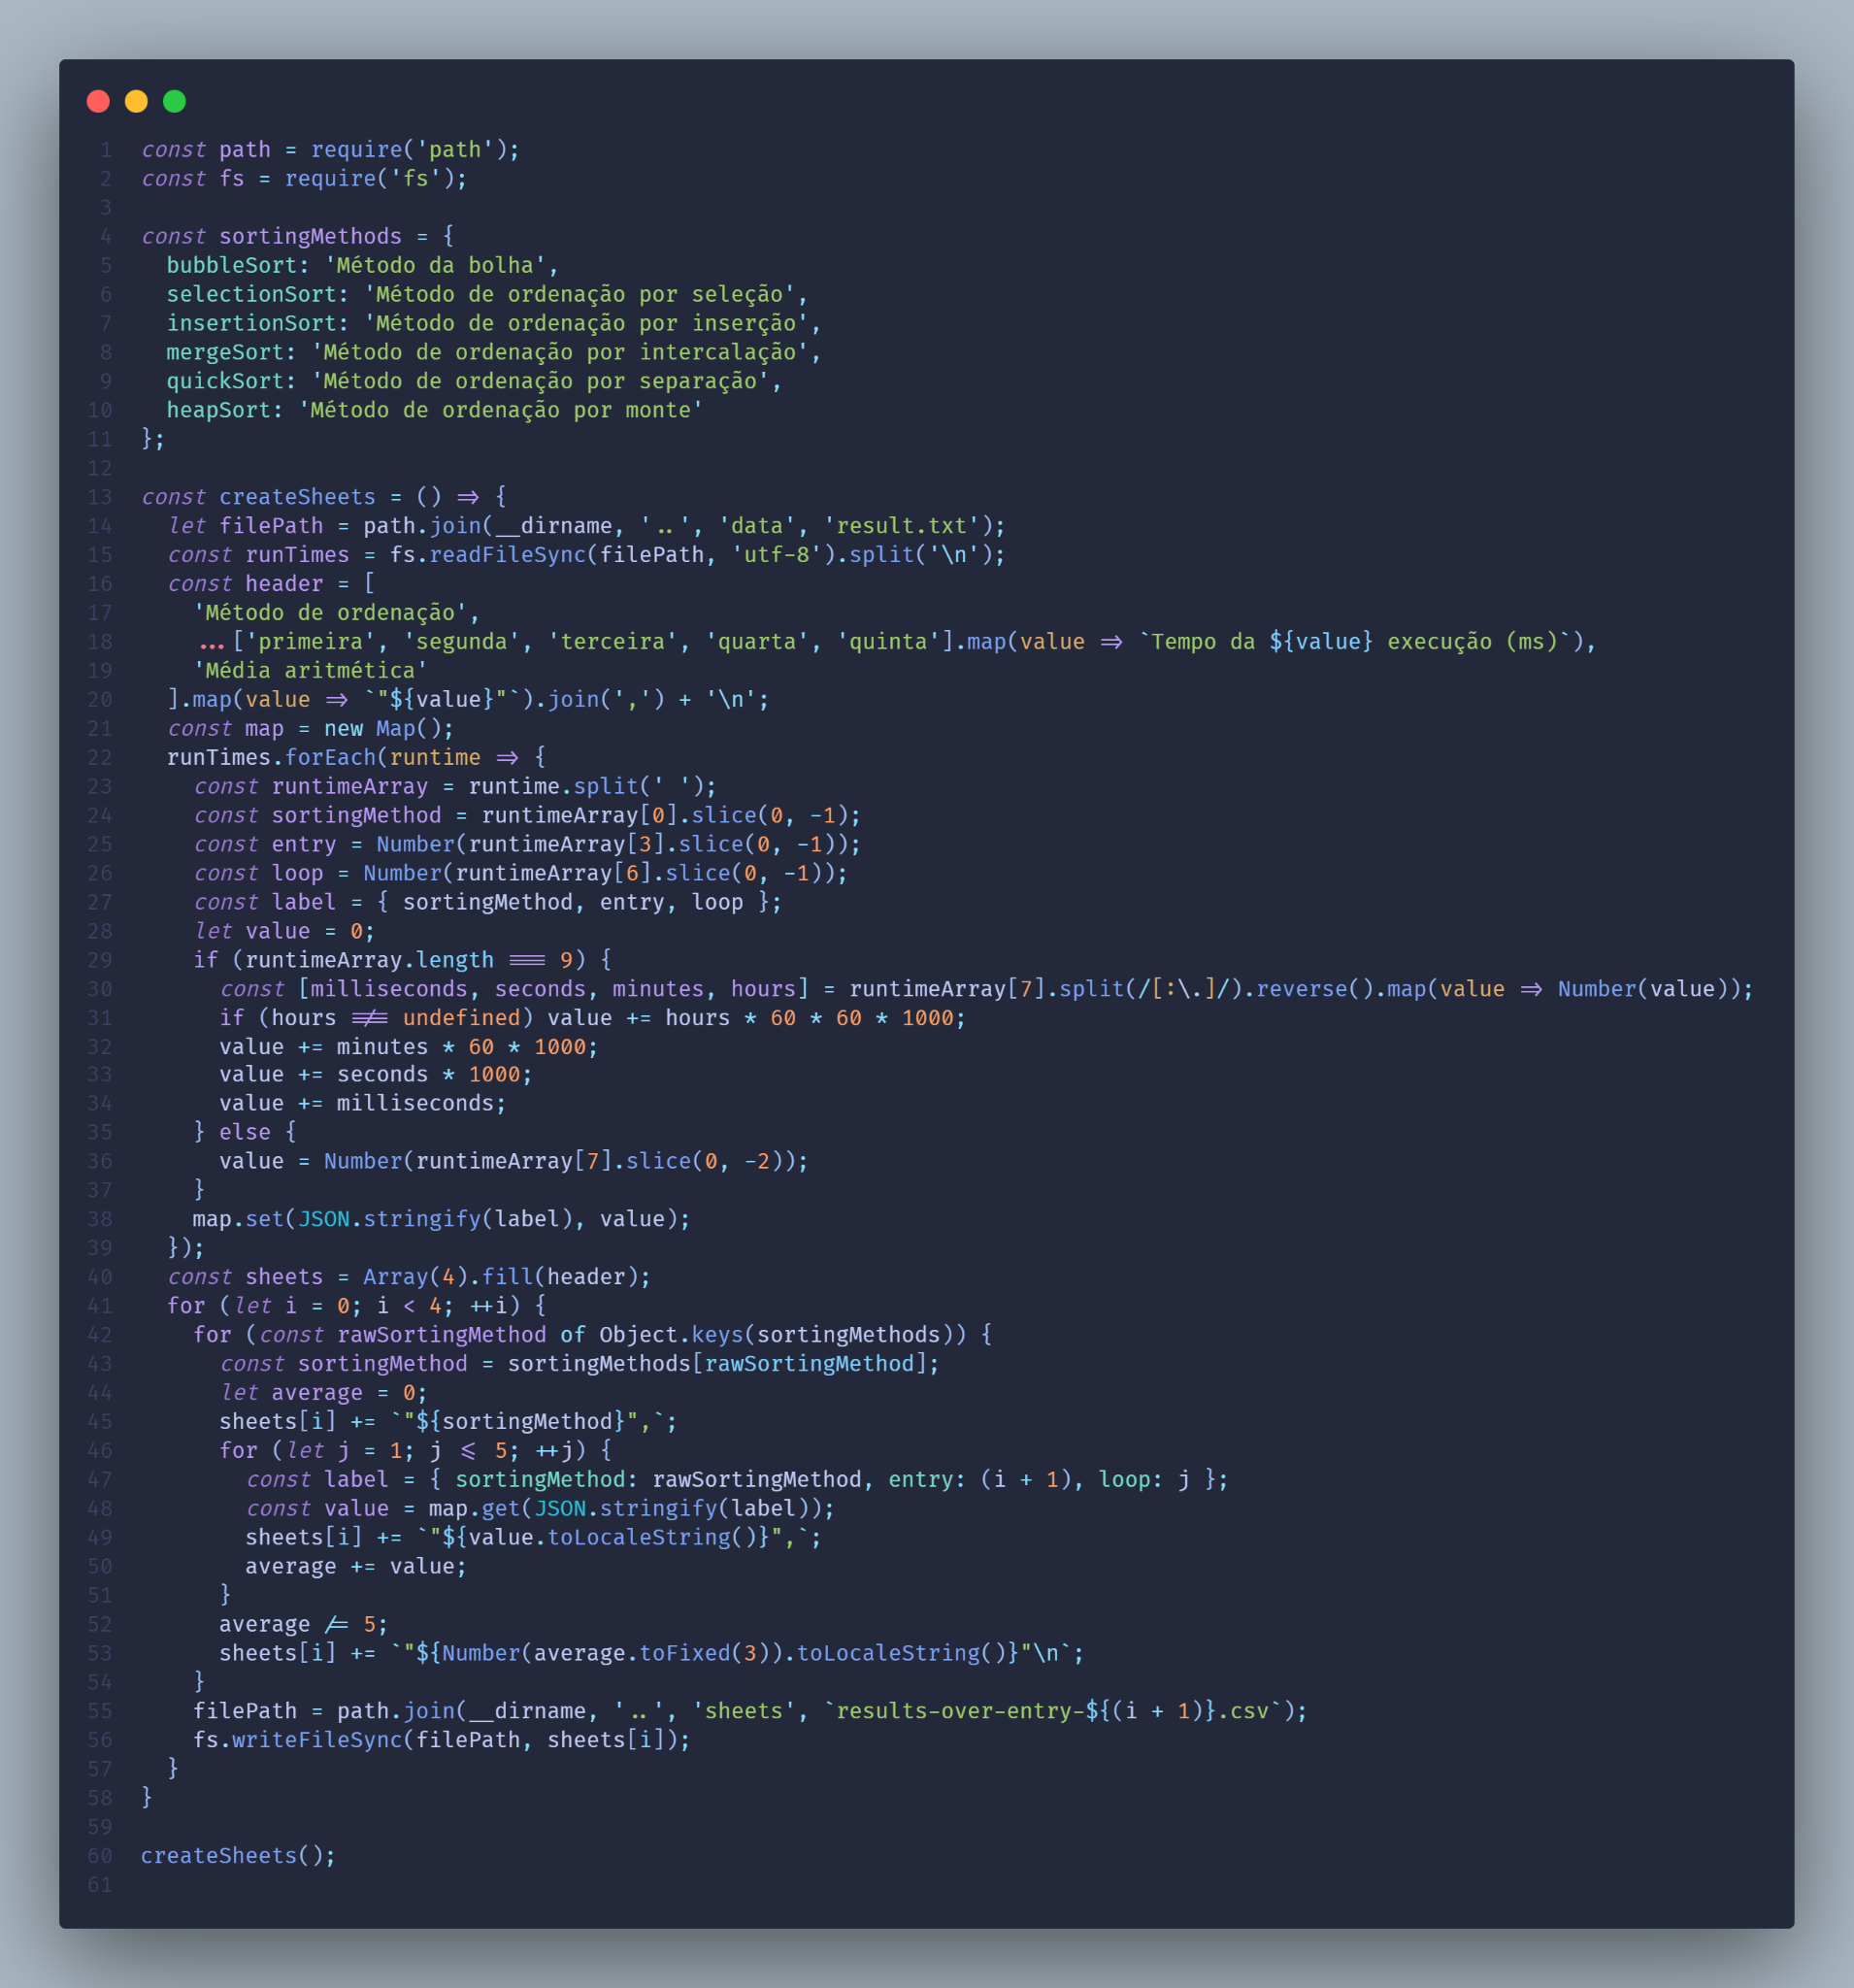 1 const path = require('path');
2 const fs = require('fs');
3
4 const sortingMethods = {
5   bubbleSort: 'Método da bolha',
6   selectionSort: 'Método de ordenação por seleção',
7   insertionSort: 'Método de ordenação por inserção',
8   mergeSort: 'Método de ordenação por intercalação',
9   quickSort: 'Método de ordenação por separação',
10   heapSort: 'Método de ordenação por monte'
11 };
12
13 const createSheets = () => {
14   let filePath = path.join(__dirname, '..', 'data', 'result.txt');
15   const runTimes = fs.readFileSync(filePath, 'utf-8').split('\n');
16   const header = [
17     'Método de ordenação',
18     ...['primeira', 'segunda', 'terceira', 'quarta', 'quinta'].map(value => `Tempo da ${value} execução (ms)`),
19     'Média aritmética'
20   ].map(value => `"${value}"`).join(',') + '\n';
21   const map = new Map();
22   runTimes.forEach(runtime => {
23     const runtimeArray = runtime.split(' ');
24     const sortingMethod = runtimeArray[0].slice(0, -1);
25     const entry = Number(runtimeArray[3].slice(0, -1));
26     const loop = Number(runtimeArray[6].slice(0, -1));
27     const label = { sortingMethod, entry, loop };
28     let value = 0;
29     if (runtimeArray.length === 9) {
30       const [milliseconds, seconds, minutes, hours] = runtimeArray[7].split(/[:\.]/).reverse().map(value => Number(value));
31       if (hours !== undefined) value += hours * 60 * 60 * 1000;
32       value += minutes * 60 * 1000;
33       value += seconds * 1000;
34       value += milliseconds;
35     } else {
36       value = Number(runtimeArray[7].slice(0, -2));
37     }
38     map.set(JSON.stringify(label), value);
39   });
40   const sheets = Array(4).fill(header);
41   for (let i = 0; i < 4; ++i) {
42     for (const rawSortingMethod of Object.keys(sortingMethods)) {
43       const sortingMethod = sortingMethods[rawSortingMethod];
44       let average = 0;
45       sheets[i] += `"${sortingMethod}",`;
46       for (let j = 1; j <= 5; ++j) {
47         const label = { sortingMethod: rawSortingMethod, entry: (i + 1), loop: j };
48         const value = map.get(JSON.stringify(label));
49         sheets[i] += `"${value.toLocaleString()}",`;
50         average += value;
51       }
52       average /= 5;
53       sheets[i] += `"${Number(average.toFixed(3)).toLocaleString()}"\n`;
54     }
55     filePath = path.join(__dirname, '..', 'sheets', `results-over-entry-${(i + 1)}.csv`);
56     fs.writeFileSync(filePath, sheets[i]);
57   }
58 }
59
60 createSheets();
61